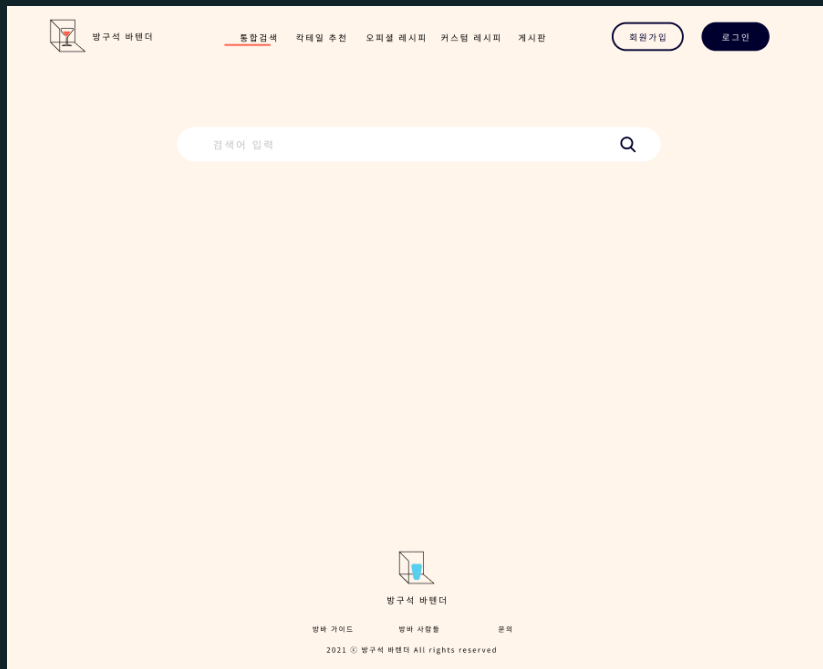 방구석 바텐더
통합검색 칵테일 추천 오피셜 레시피 커스텀 레시피 게시판
회원가입
로그인
검색어 입력
방구석 바텐더
방바 가이드 방바 사람들 문의
2021 ⓒ 방구석 바텐더 All rights reserved